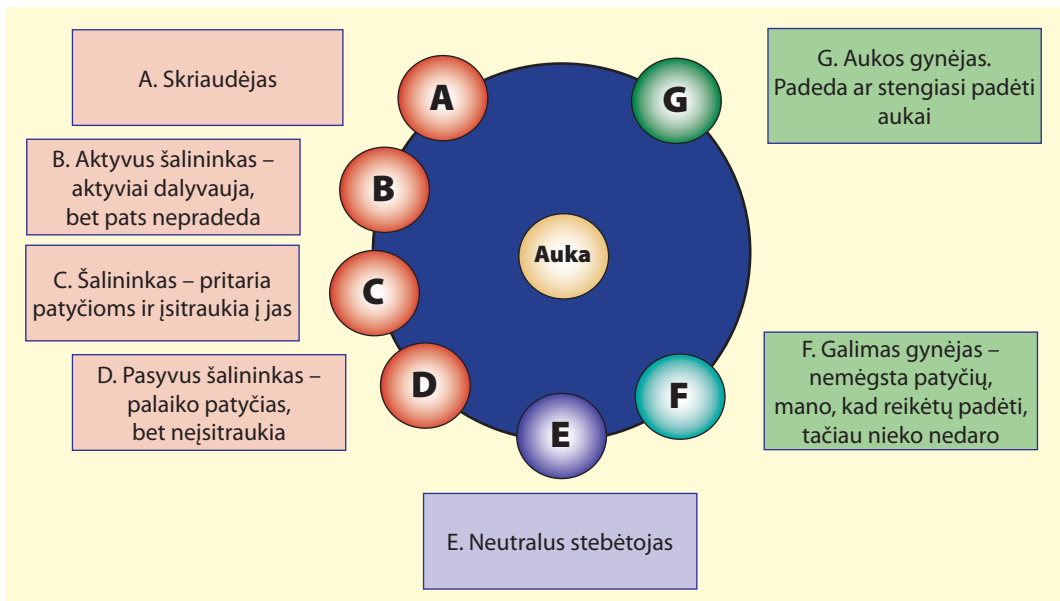 A. Skriaudėjas
B. Aktyvus šalininkas –
aktyviai dalyvauja,
bet pats nepradeda
C. Šalininkas – pritaria
patyčioms ir įsitraukia į jas
D. Pasyvus šalininkas –
palaiko patyčias,
bet neįsitraukia
A
B
C
D
E
F
G
Auka
G. Aukos gynėjas.
Padeda ar stengiasi padėti
aukai
F. Galimas gynėjas –
nemėgsta patyčių,
mano, kad reikėtų padėti,
tačiau nieko nedaro
E. Neutralus stebėtojas